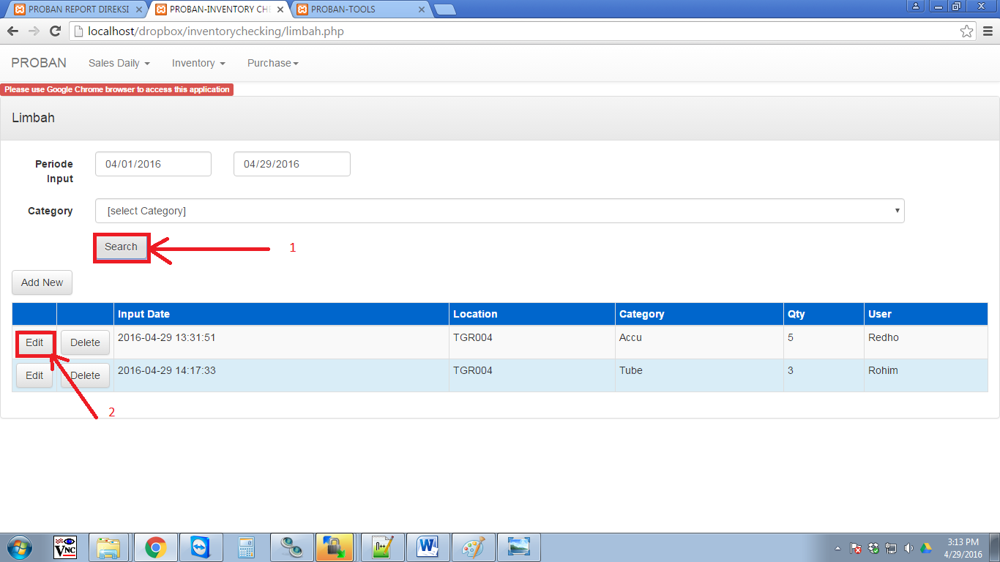 PROBAN REPORT DIREKSI
PROBAN-INVENTORY CHE
PROBAN-TOOLS
localhost/dropbox/inventorychecking/limbah.php
PROBAN Sales Daily Inventory Purchase
Please use Google Chrome browser to access this application
Limbah
Periode Input 04/01/2016 04/29/2016
Category [select Category]
Search 1
Add New
Input Date Location Category Qty User
Edit Delete 2016-04-29 13:31:51 TGR004 Accu 5 Redho
Edit Delete 2016-04-29 14:17:33 TGR004 Tube 3 Rohim
2
VNC n++ W 3:13 PM
4/29/2016